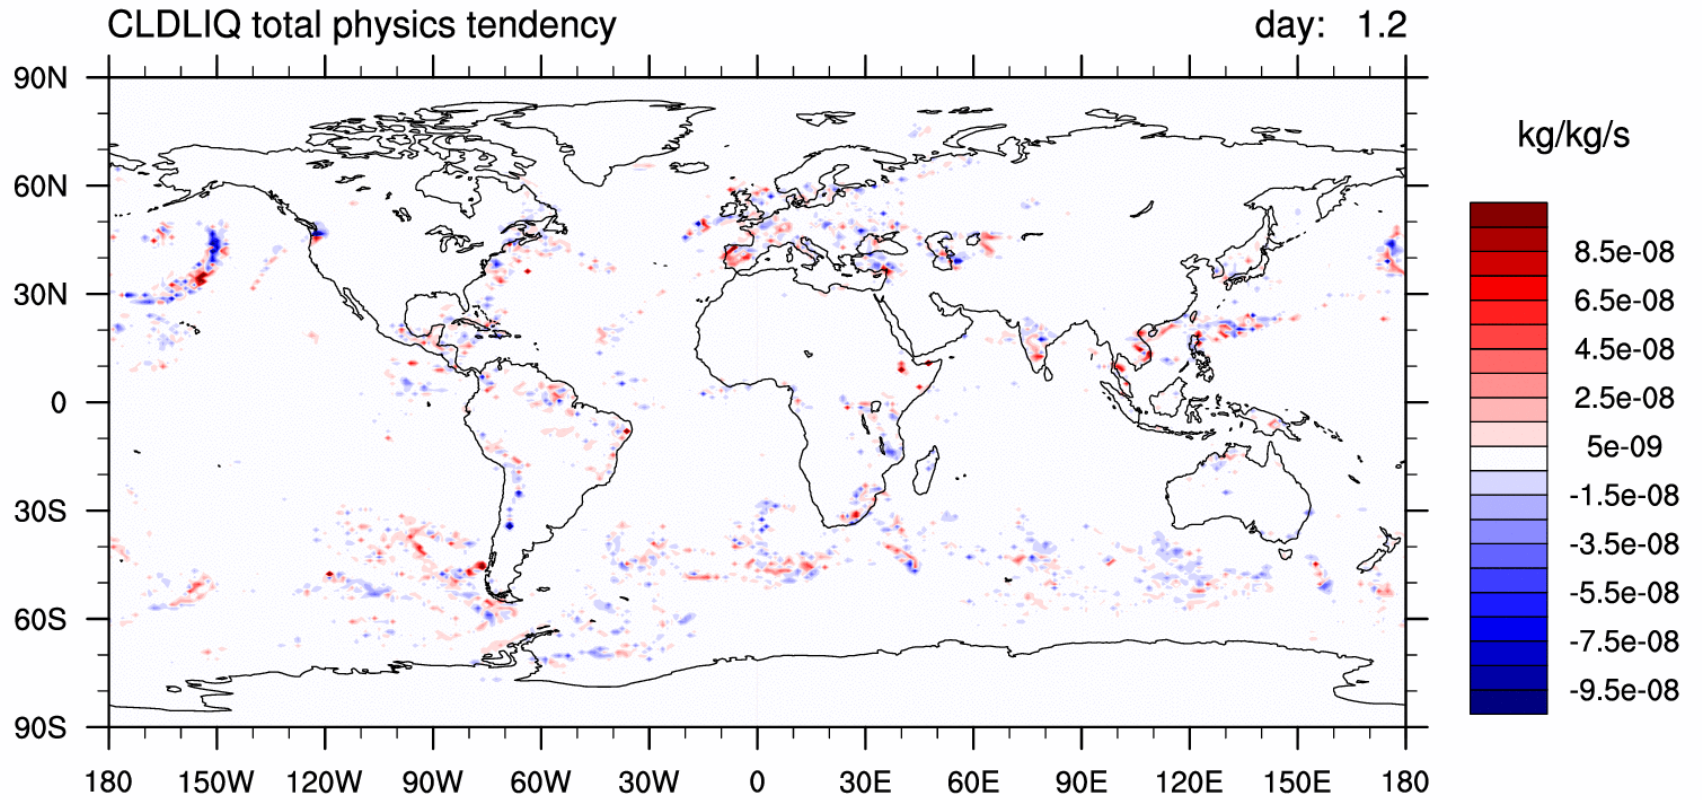 CLDLIQ total physics tendency day: 1.2
90N
60N
30N
0
30S
60S
90S
180 150W 120W 90W 60W 30W 0 30E 60E 90E 120E 150E 180
kg/kg/s
8.5e-08
6.5e-08
4.5e-08
2.5e-08
5e-09
-1.5e-08
-3.5e-08
-5.5e-08
-7.5e-08
-9.5e-08